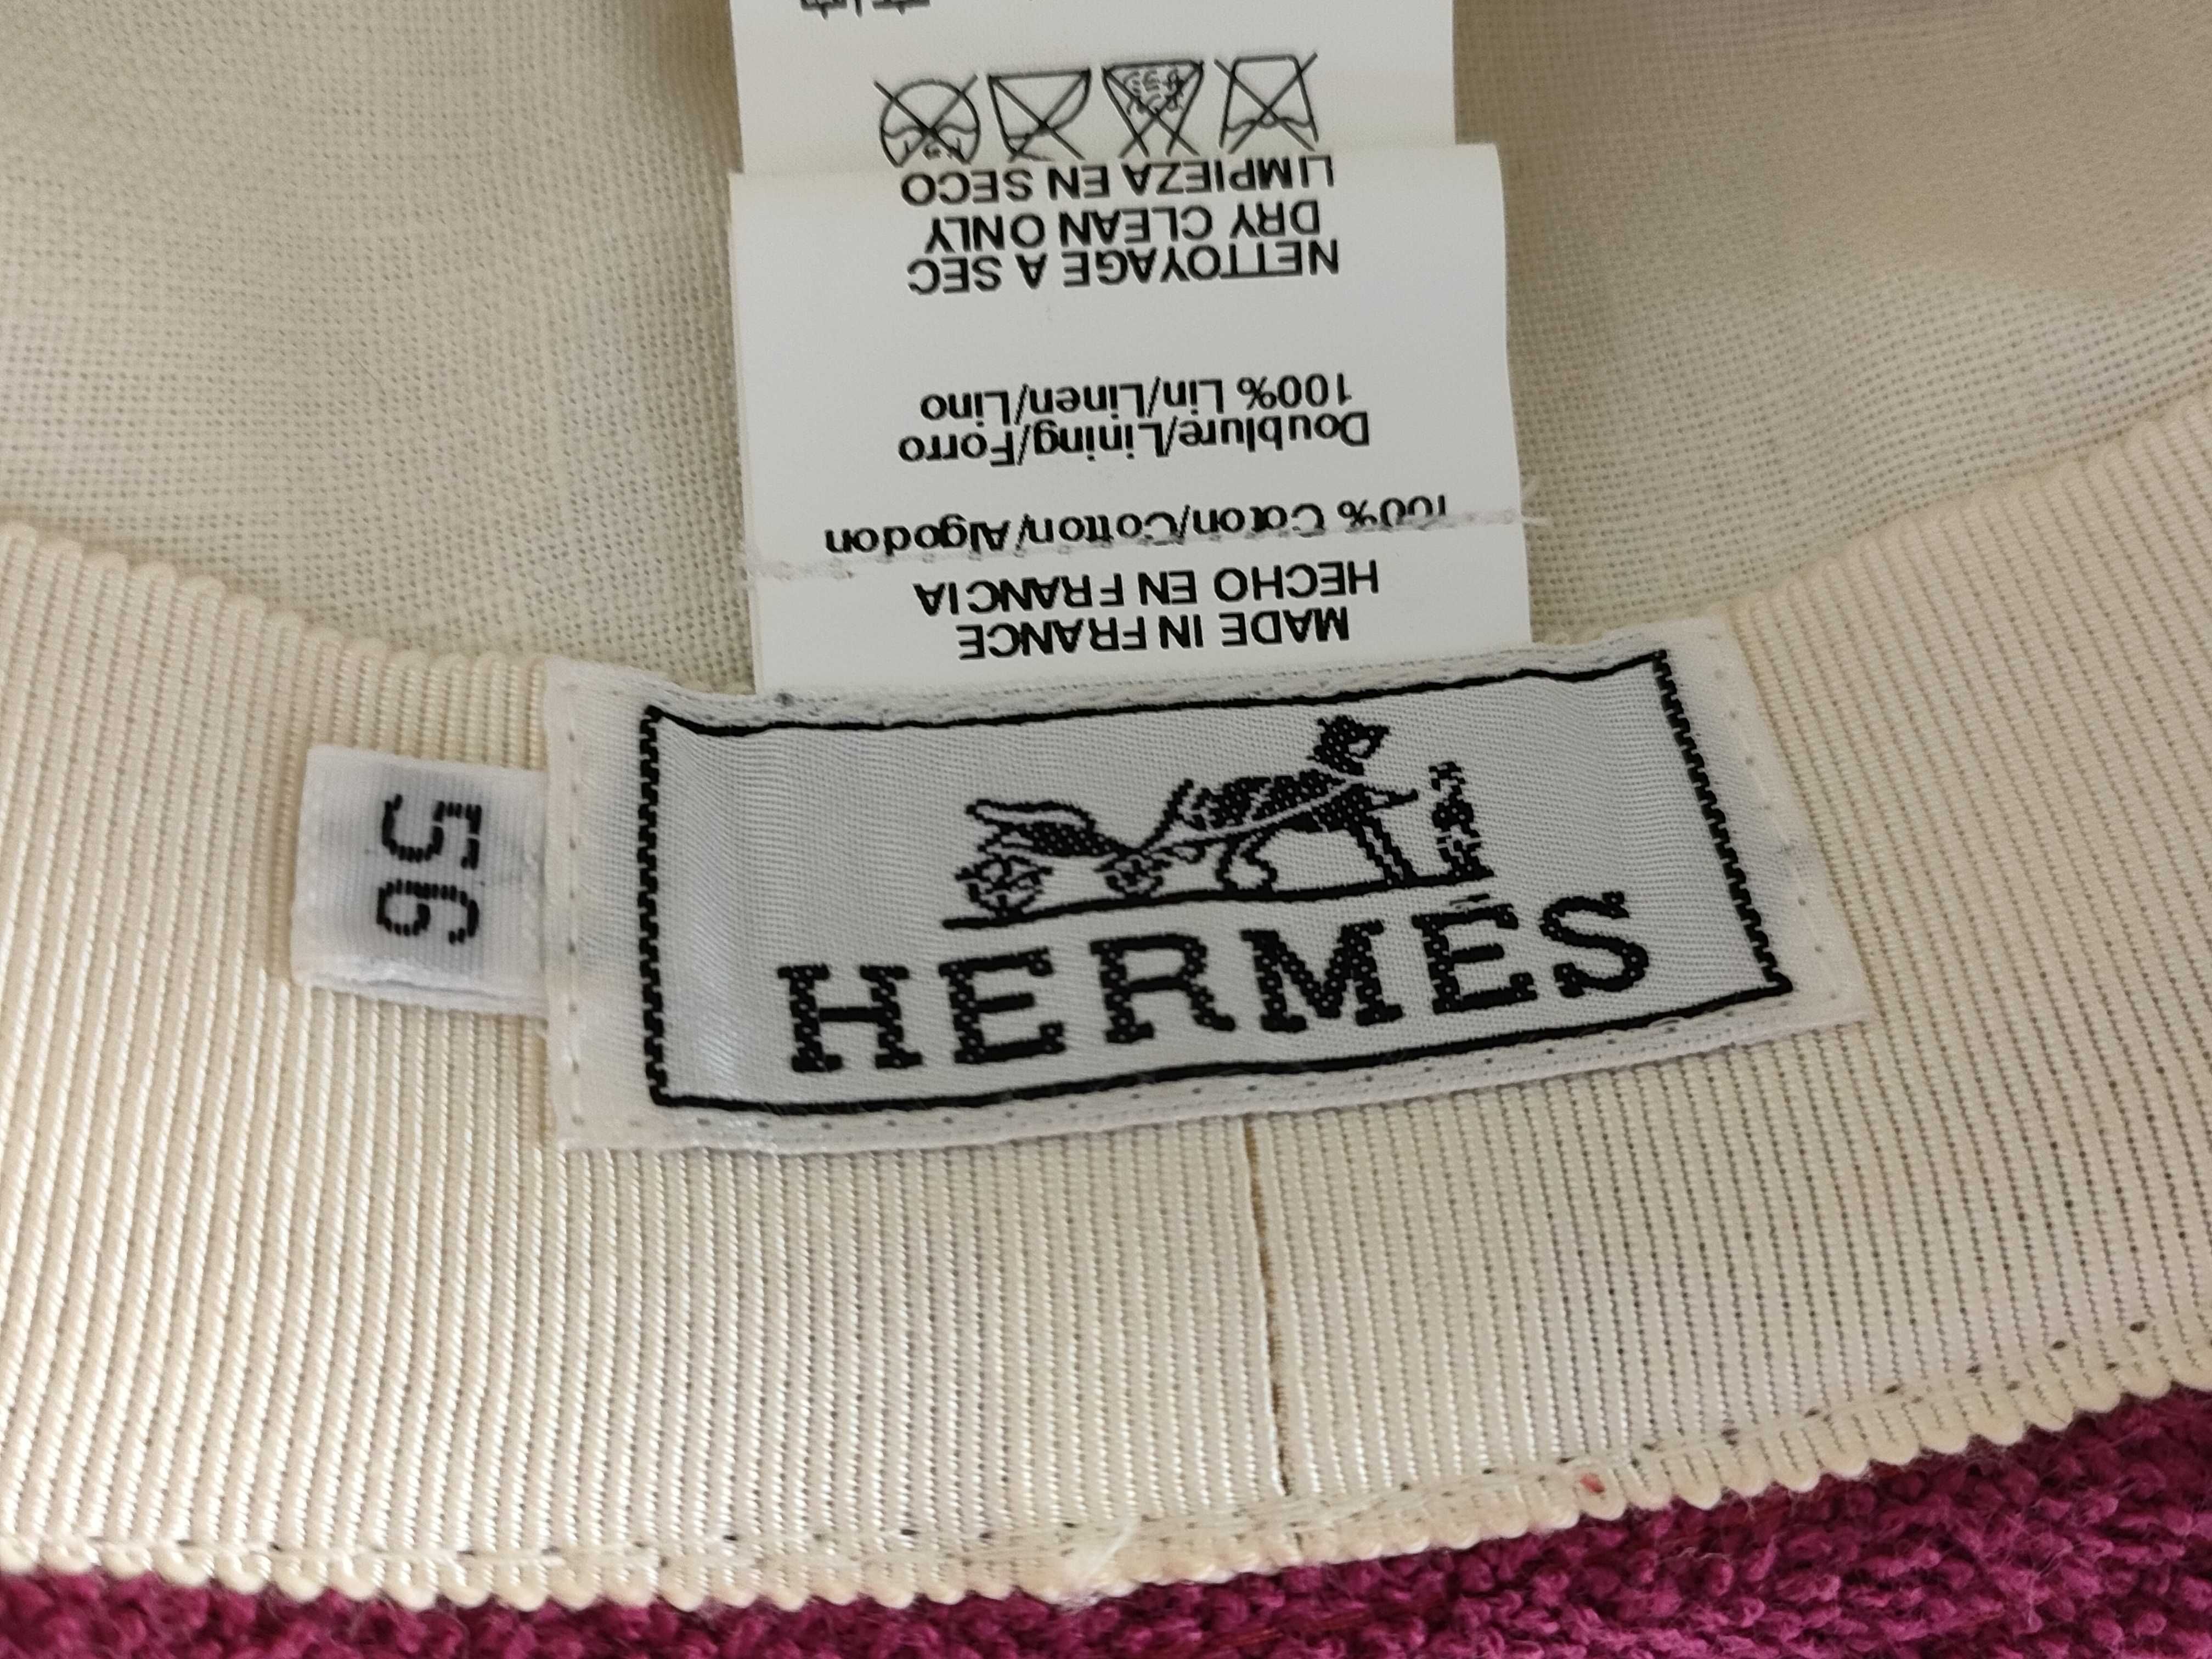 HERMES
56
MADE IN FRANCE
HECHO EN FRANCIA
100% Coton/Cotton/Algodon
Doublure/Lining/Forro
100% Lin/Linen/Lino
NETTOYAGE A SEC
DRY CLEAN ONLY
LIMPIEZA EN SECO